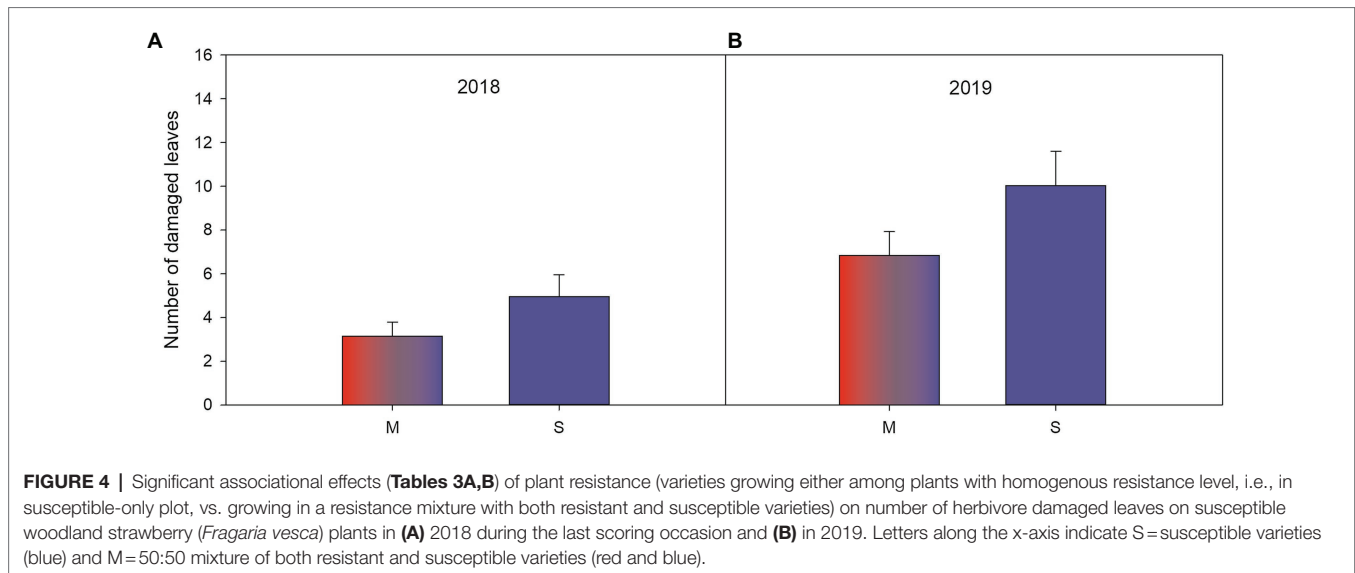 A
B
16
14
12
10
8
6
4
2
0
Number of damaged leaves
2018
2019
M
S
M
S
FIGURE 4 | Significant associational effects (Tables 3A,B) of plant resistance (varieties growing either among plants with homogenous resistance level, i.e., in
susceptible-only plot, vs. growing in a resistance mixture with both resistant and susceptible varieties) on number of herbivore damaged leaves on susceptible
woodland strawberry (Fragaria vesca) plants in (A) 2018 during the last scoring occasion and (B) in 2019. Letters along the x-axis indicate S=susceptible varieties
(blue) and M=50:50 mixture of both resistant and susceptible varieties (red and blue).